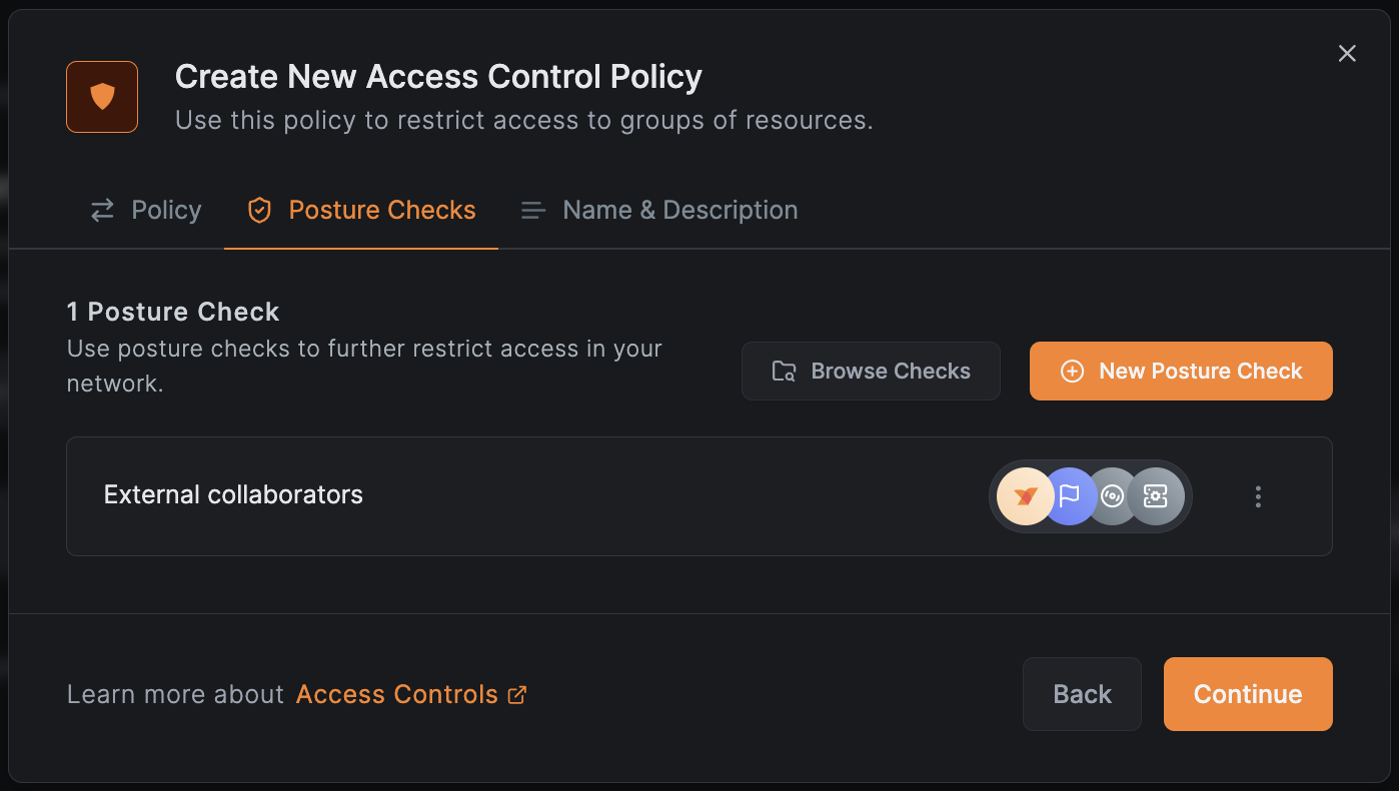 Create New Access Control Policy
Use this policy to restrict access to groups of resources.
Policy
Posture Checks
Name & Description
1 Posture Check
Use posture checks to further restrict access in your
network.
Browse Checks
New Posture Check
External collaborators
Learn more about Access Controls
Back
Continue